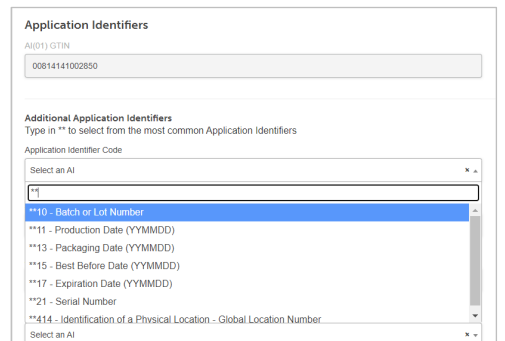 Application Identifiers
AI(01) GTIN
00814141002850
Additional Application Identifiers
Type in ** to select from the most common Application Identifiers
Application Identifier Code
Select an AI
**
**10 - Batch or Lot Number
**11 - Production Date (YYMMDD)
**13 - Packaging Date (YYMMDD)
**15 - Best Before Date (YYMMDD)
**17 - Expiration Date (YYMMDD)
**21 - Serial Number
**414 - Identification of a Physical Location - Global Location Number
Select an AI